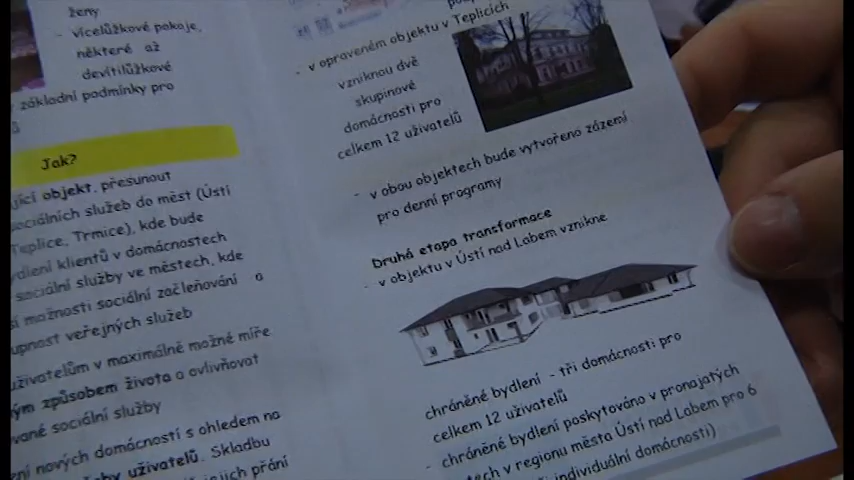 ženy
- vícelůžkové pokoje,
některé až
devítilůžkové
základní podmínky pro
Jak?
objekt, přesunout
sociálních služeb do měst (Ústí
Teplice, Trmice), kde budou
klientů v domácnostech
sociální služby ve městech, kde
možnosti sociální začleňování a
veřejných služeb
uživatelům v maximálně možné míře
způsobem života a ovlivňovat
sociální služby
nových domácností s ohledem na
uživatelů. Skladbu
jejich přání
- v opraveném objektu v Teplicích
vzniknou dvě
skupinové
domácnosti pro
celkem 12 uživatelů
- v obou objektech bude vytvořeno zázemí
pro denní programy
Druhá etapa transformace
- v objektu v Ústí nad Labem vznikne
chráněné bydlení - tři domácnosti pro
celkem 12 uživatelů
- chráněné bydlení poskytováno v pronajatých
v regionu města Ústí nad Labem pro 6
individuální domácnosti)